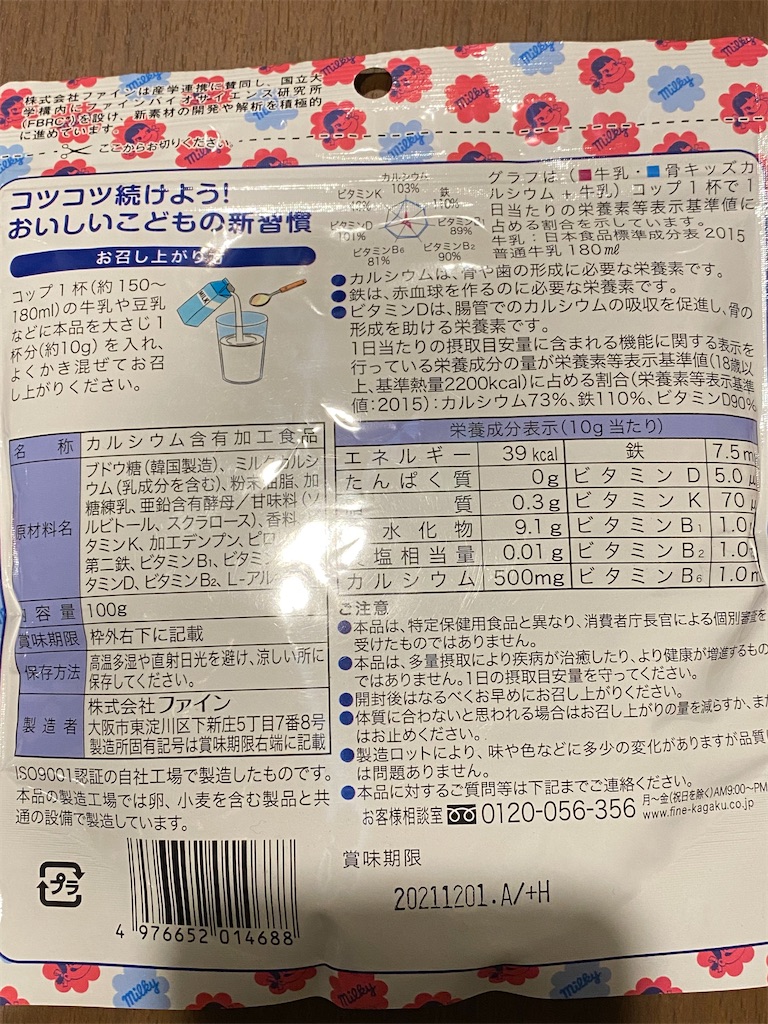 株式会社ファインは産学連携に賛同し、国立大
学構内にファインバイオサイエンス研究所
(FBRC)を設け、新素材の開発や解析を積極的
に進めています。
ここからお切りください。
コツコツ続けよう!
おいしいこどもの新習慣
お召し上がり方
コップ1杯(約150〜
180ml)の牛乳や豆乳
などに本品を大さじ1
杯分(約10g)を入れ、
よくかき混ぜてお召
し上がりください。
MILK
カルシウム
103%
鉄
110%
ビタミンK
ビタミンD
101%
89%
ビタミンB6
81%
ビタミンB2
90%
グラフは、(■牛乳・■骨キッズカ
ルシウム+牛乳)コップ1杯で1
日当たりの栄養素等表示基準値に
占める割合を示しています。
牛乳:日本食品標準成分表2015
普通牛乳180ml
●カルシウムは、骨や歯の形成に必要な栄養素です。
●鉄は、赤血球を作るのに必要な栄養素です。
●ビタミンDは、腸管でのカルシウムの吸収を促進し、骨の
形成を助ける栄養素です。
1日当たりの摂取目安量に含まれる機能に関する表示を
行っている栄養成分の量が栄養素等表示基準値(18歳以
上、基準熱量2200kcal)に占める割合(栄養素等表示基準
値:2015):カルシウム73%、鉄110%、ビタミンD90%
名称 カルシウム含有加工食品
原材料名 ブドウ糖(韓国製造)、ミルクカルシ
ウム(乳成分を含む)、粉末油脂、加
糖練乳、亜鉛含有酵母/甘味料(ソ
ルビトール、スクラロース)、香料、
タミンK、加工デンプン、ピロ
第二鉄、ビタミンB1、ビタミン
タミンD、ビタミンB2、L-アル
内容量 100g
賞味期限 枠外右下に記載
保存方法 高温多湿や直射日光を避け、涼しい所に
保存してください。
製造者 株式会社ファイン
大阪市東淀川区下新庄5丁目7番8号
製造所固有記号は賞味期限右端に記載
ISO9001認証の自社工場で製造したものです。
本品の製造工場では卵、小麦を含む製品と共
通の設備で製造しています。
栄養成分表示(10g当たり)
エネルギー 39kcal 鉄 7.5m
たんぱく質 0g ビタミンD 5.0
質 0.3g ビタミンK 70
水化物 9.1g ビタミンB1 1.0
塩相当量 0.01g ビタミンB2 1.0
カルシウム 500mg ビタミンB6 1.0m
ご注意
●本品は、特定保健用食品と異なり、消費者庁長官による個別審査を
受けたものではありません。
●本品は、多量摂取により疾病が治癒したり、より健康が増進するもの
ではありません。1日の摂取目安量を守ってください。
●開封後はなるべくお早めにお召し上がりください。
●体質に合わないと思われる場合はお召し上がりの量を減らすか、また
はお止めください。
●製造ロットにより、味や色などに多少の変化がありますが品質
は問題ありません。
●本品に対するご質問等は下記までご連絡ください。
お客様相談室 0120-056-356 月〜金(祝日を除く)AM9:00〜PM
www.fine-kagaku.co.jp
賞味期限
20211201.A/+H
プラ
4 976652 014688
Milky
Milky
Milky
Milky
Milky
Milky